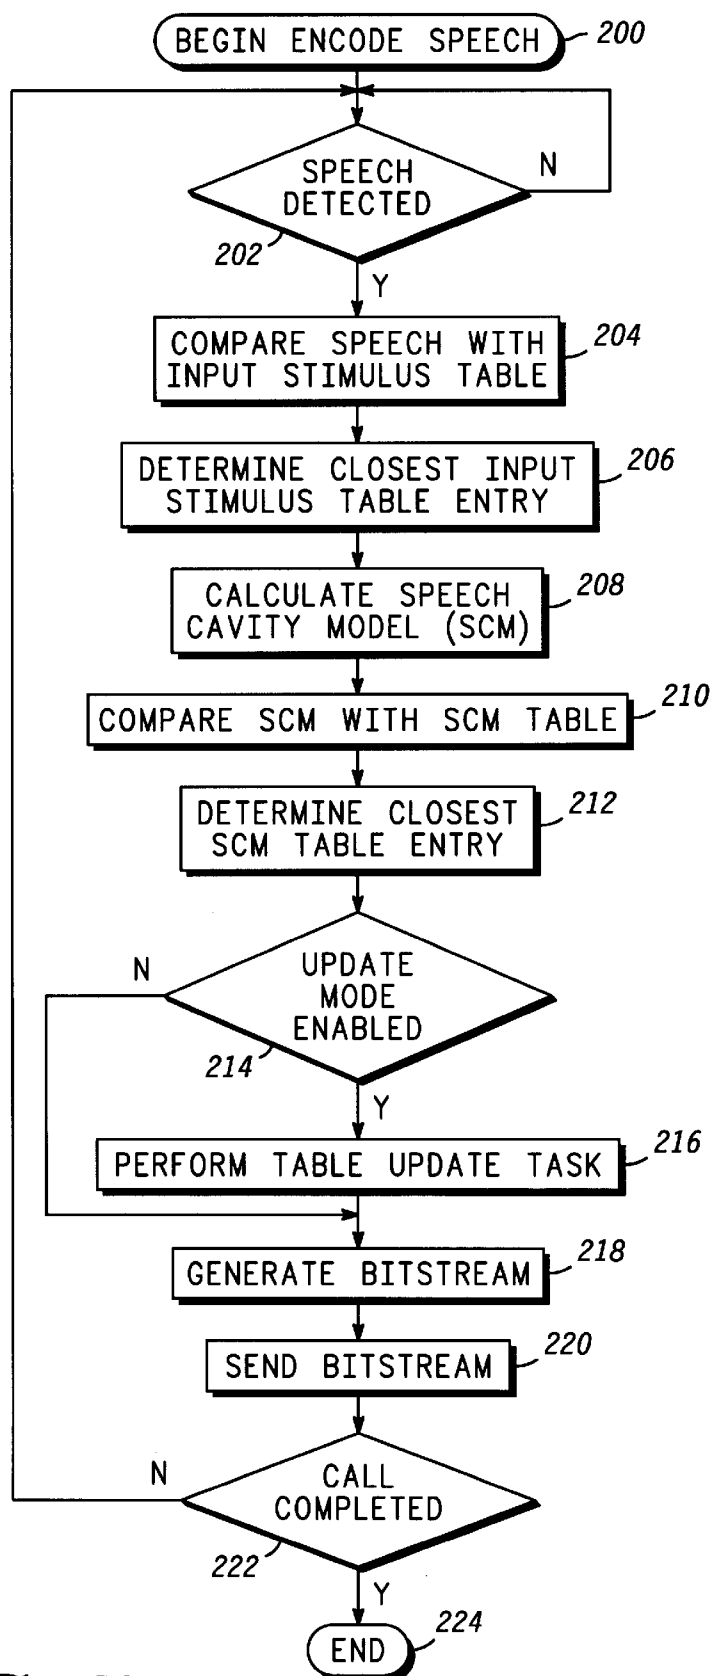 BEGIN ENCODE SPEECH 200
SPEECH
DETECTED
N
202
Y
COMPARE SPEECH WITH
INPUT STIMULUS TABLE
204
DETERMINE CLOSEST INPUT
STIMULUS TABLE ENTRY
206
CALCULATE SPEECH
CAVITY MODEL (SCM)
208
COMPARE SCM WITH SCM TABLE
210
DETERMINE CLOSEST
SCM TABLE ENTRY
212
N
UPDATE
MODE
ENABLED
214
Y
PERFORM TABLE UPDATE TASK
216
GENERATE BITSTREAM
218
SEND BITSTREAM
220
N
CALL
COMPLETED
222
Y
END
224